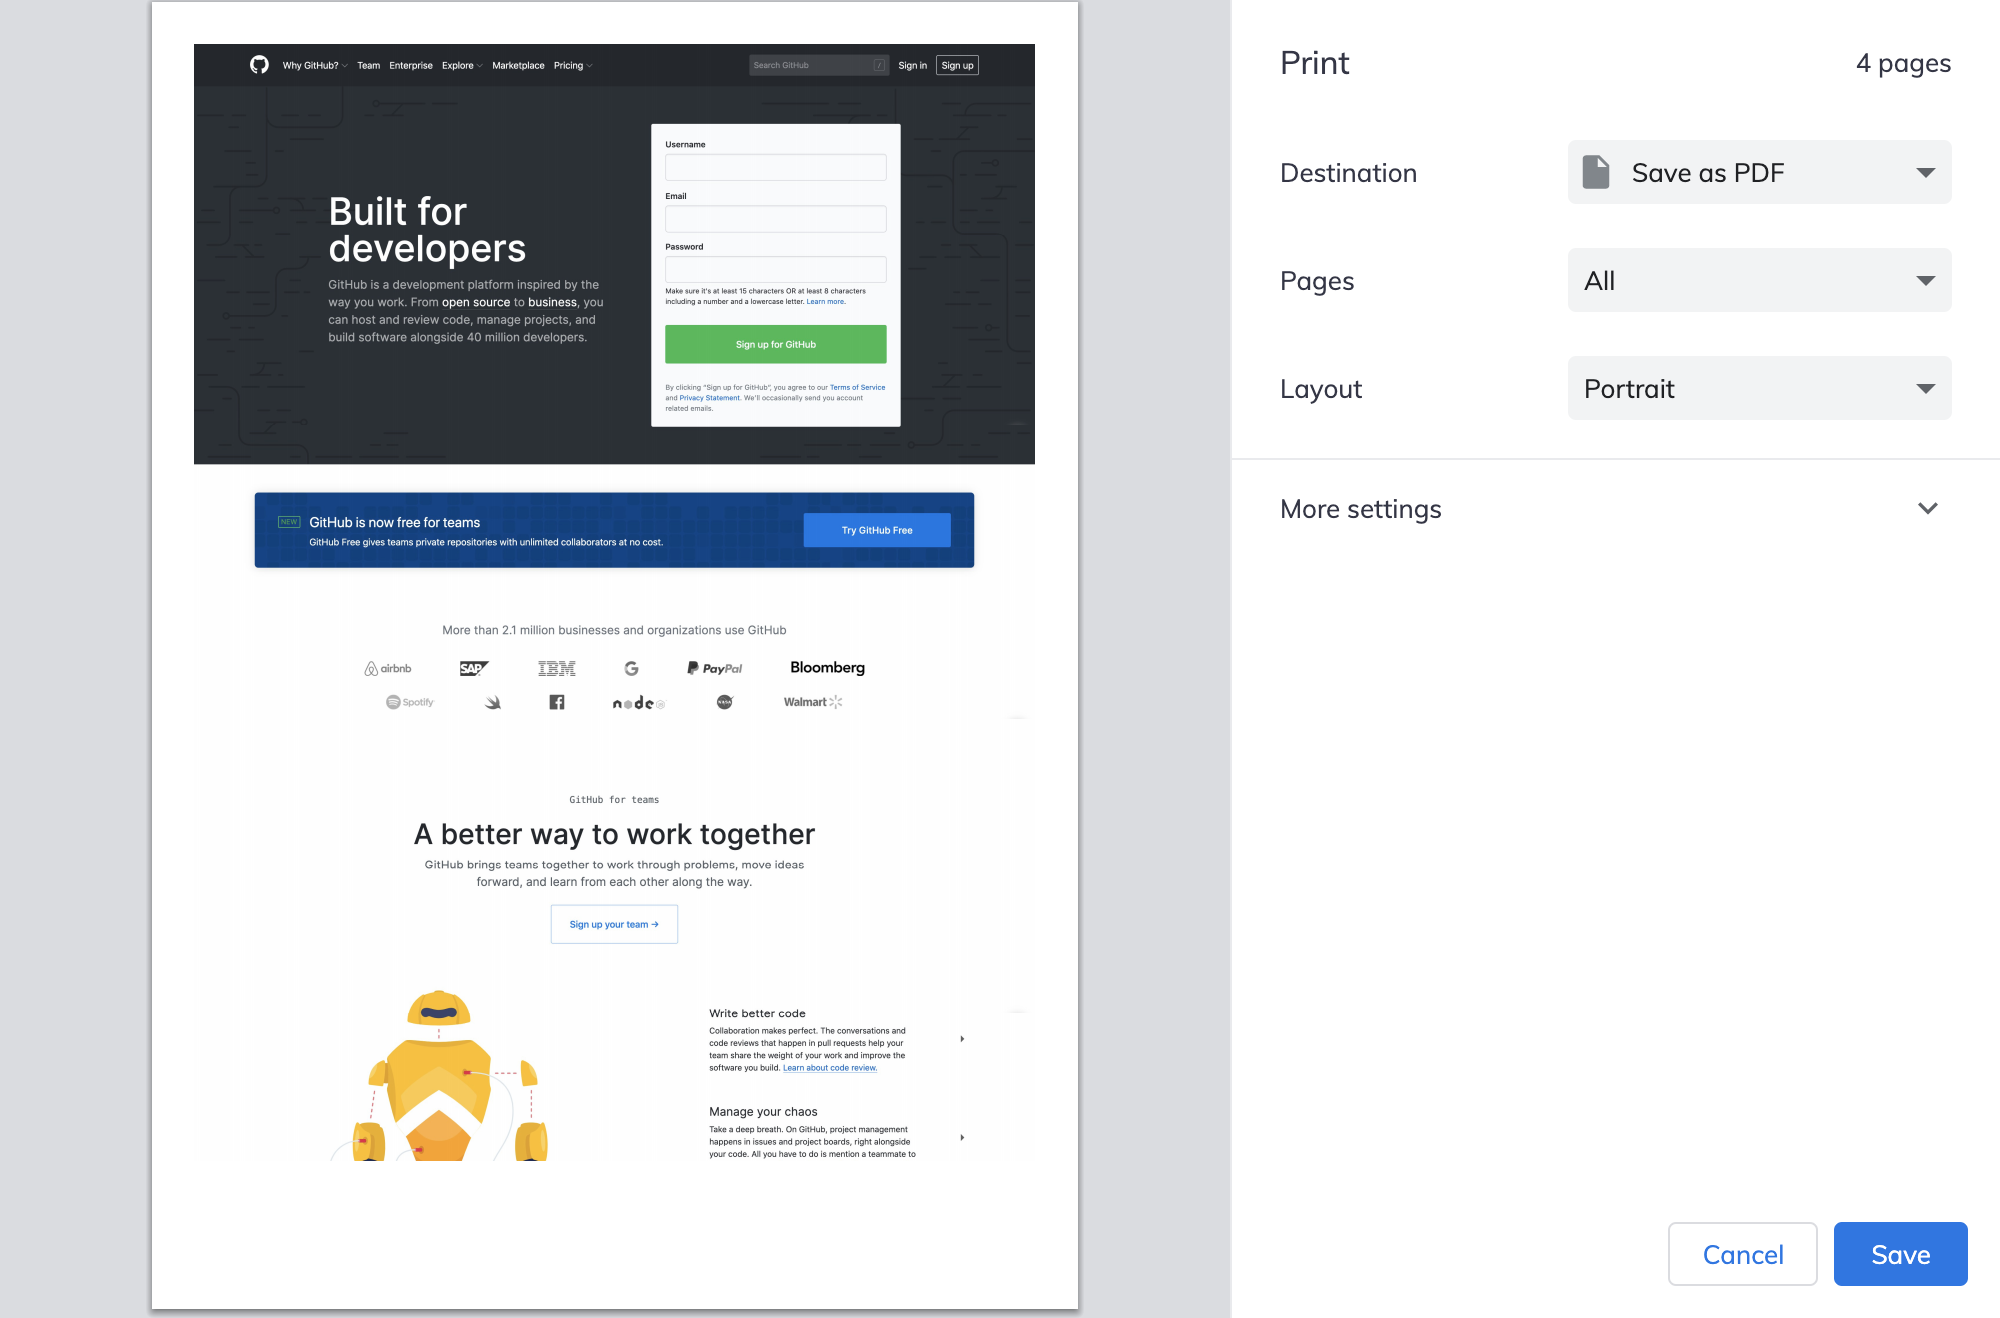 Why GitHub? Team Enterprise Explore Marketplace Pricing Search GitHub / Sign in Sign up
Built for
developers
GitHub is a development platform inspired by the
way you work. From open source to business, you
can host and review code, manage projects, and
build software alongside 40 million developers.
Username
Email
Password
Make sure it's at least 15 characters OR at least 8 characters
including a number and a lowercase letter. Learn more.
Sign up for GitHub
By clicking “Sign up for GitHub”, you agree to our Terms of Service
and Privacy Statement. We'll occasionally send you account
related emails.
NEW GitHub is now free for teams
GitHub Free gives teams private repositories with unlimited collaborators at no cost.
Try GitHub Free
More than 2.1 million businesses and organizations use GitHub
airbnb SAP IBM G PayPal Bloomberg
Spotify node JS NASA Walmart
GitHub for teams
A better way to work together
GitHub brings teams together to work through problems, move ideas
forward, and learn from each other along the way.
Sign up your team →
Write better code
Collaboration makes perfect. The conversations and
code reviews that happen in pull requests help your
team share the weight of your work and improve the
software you build. Learn about code review.
Manage your chaos
Take a deep breath. On GitHub, project management
happens in issues and project boards, right alongside
your code. All you have to do is mention a teammate to
Print 4 pages
Destination Save as PDF
Pages All
Layout Portrait
More settings
Cancel Save